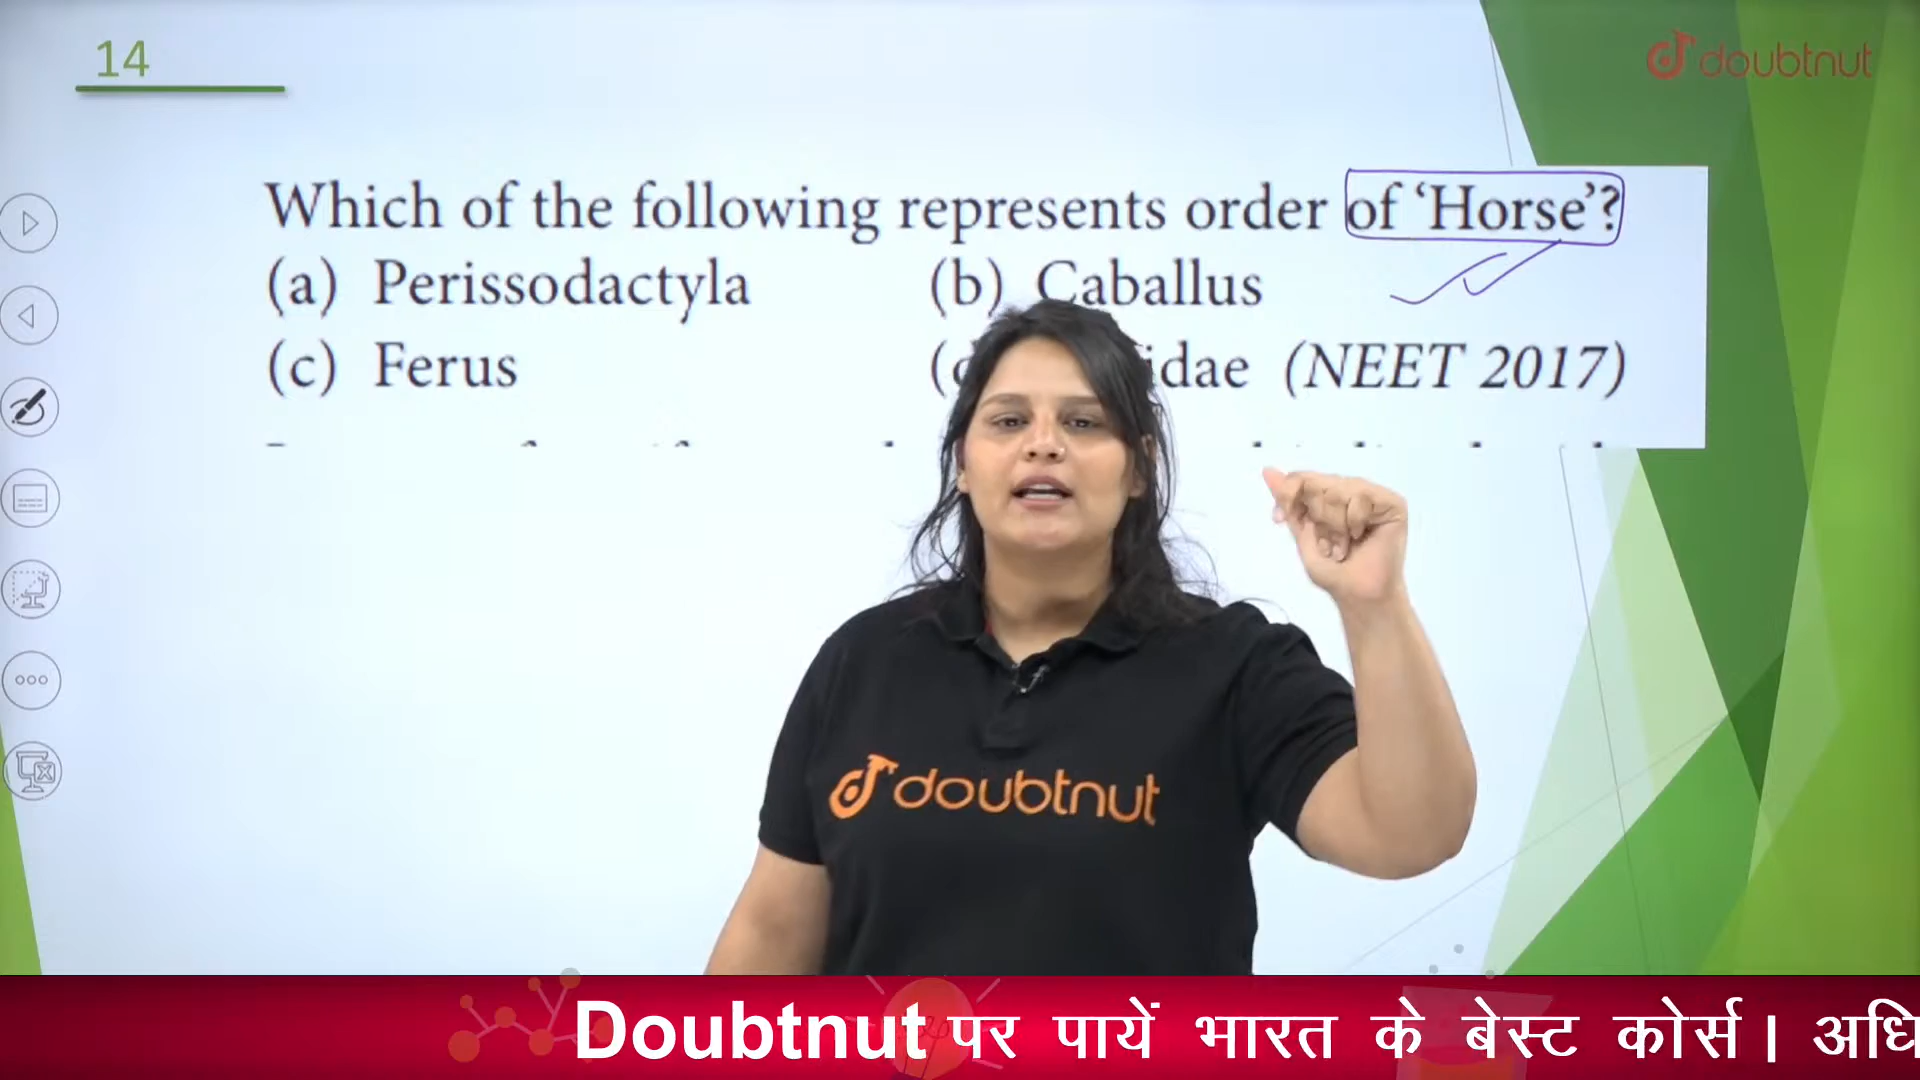 14
doubtnut
Which of the following represents order of ‘Horse’?
(a) Perissodactyla (b) Caballus
(c) Ferus (NEET 2017)
doubtnut
Doubtnut पर पायें भारत के बेस्ट कोर्स।